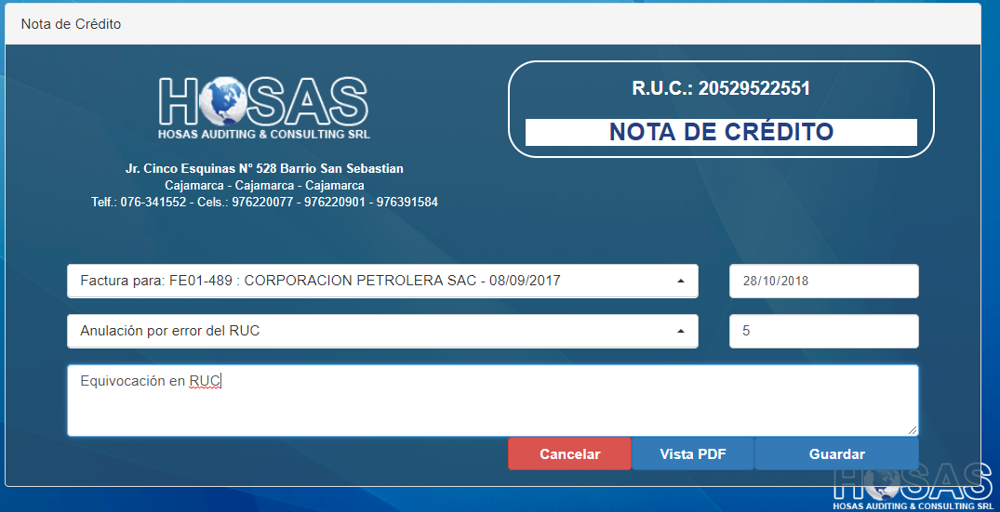 Nota de Crédito
HOSAS
HOSAS AUDITING & CONSULTING SRL
Jr. Cinco Esquinas N° 528 Barrio San Sebastian
Cajamarca - Cajamarca - Cajamarca
Telf.: 076-341552 - Cels.: 976220077 - 976220901 - 976391584
R.U.C.: 20529522551
NOTA DE CRÉDITO
Factura para: FE01-489 : CORPORACION PETROLERA SAC - 08/09/2017
28/10/2018
Anulación por error del RUC
5
Equivocación en RUC
Cancelar
Vista PDF
Guardar
HOSAS
HOSAS AUDITING & CONSULTING SRL